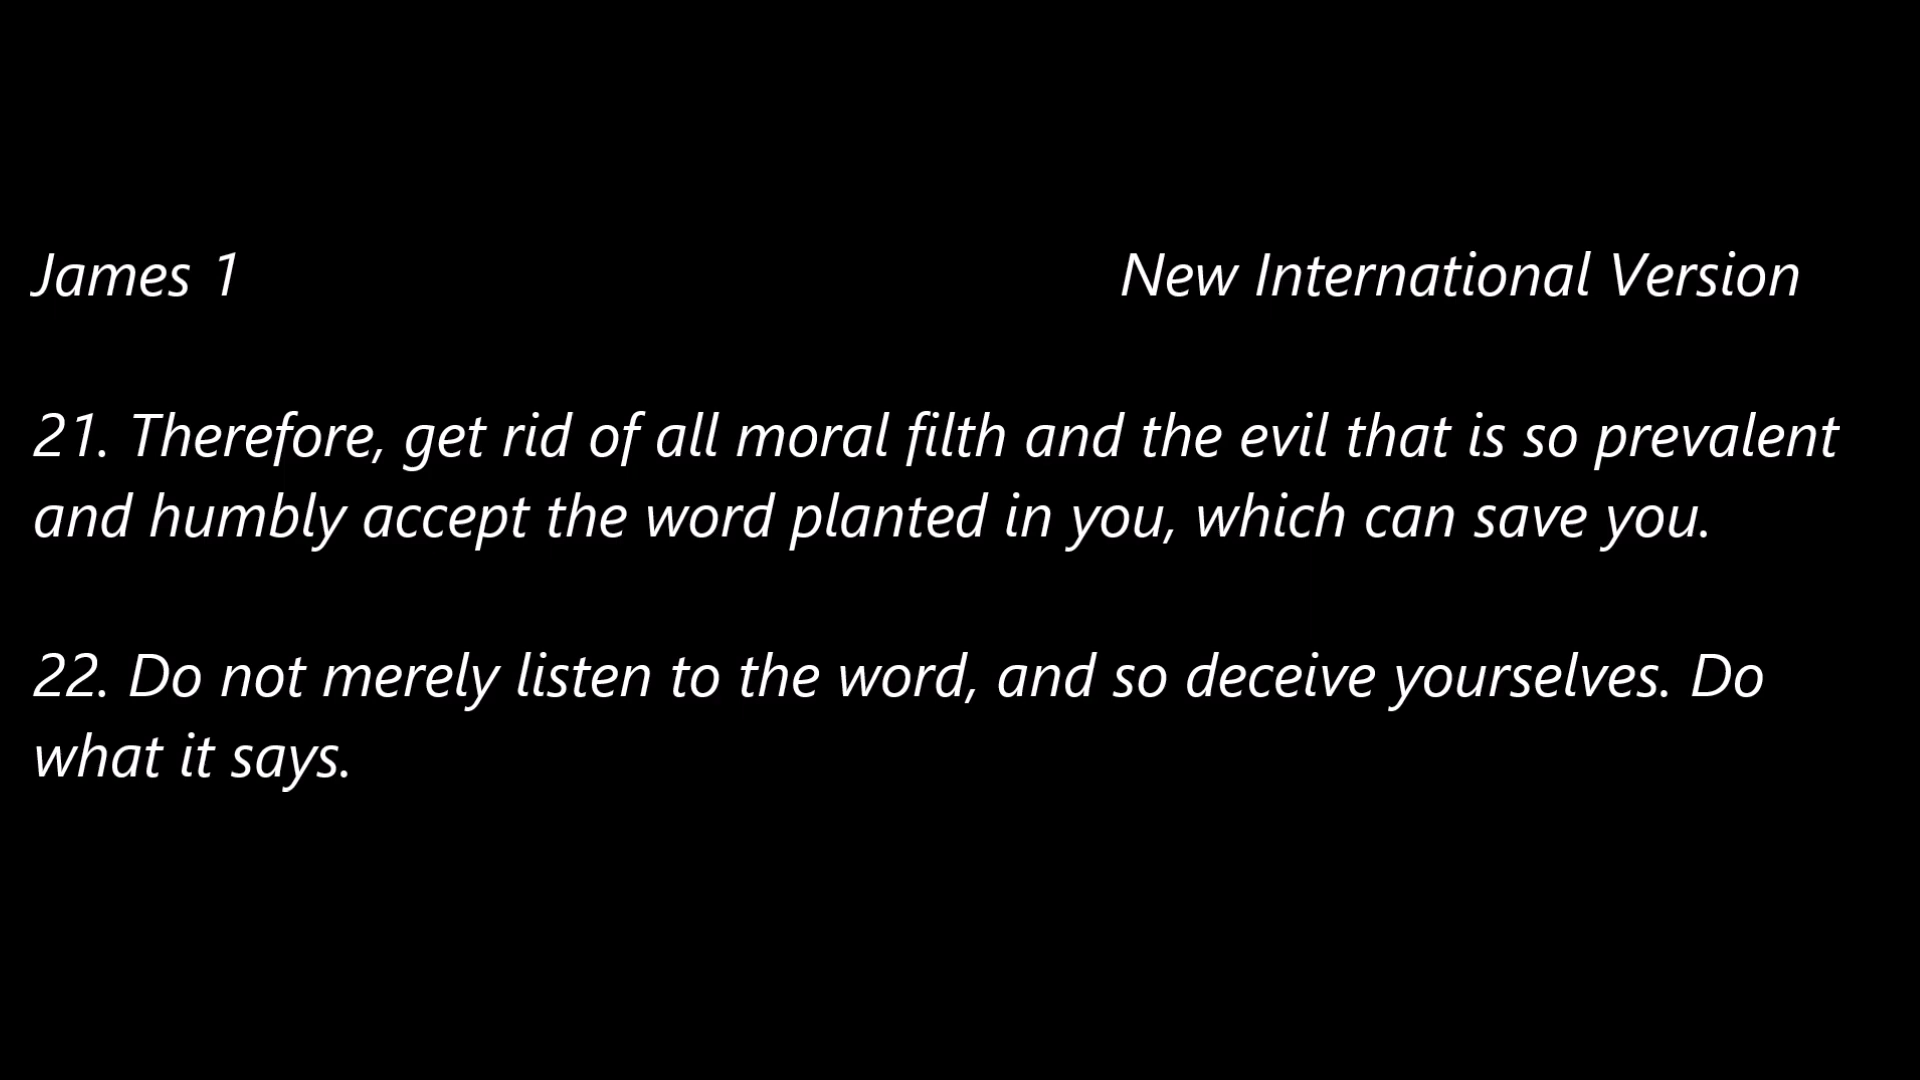 James 1 New International Version
21. Therefore, get rid of all moral filth and the evil that is so prevalent
and humbly accept the word planted in you, which can save you.
22. Do not merely listen to the word, and so deceive yourselves. Do
what it says.